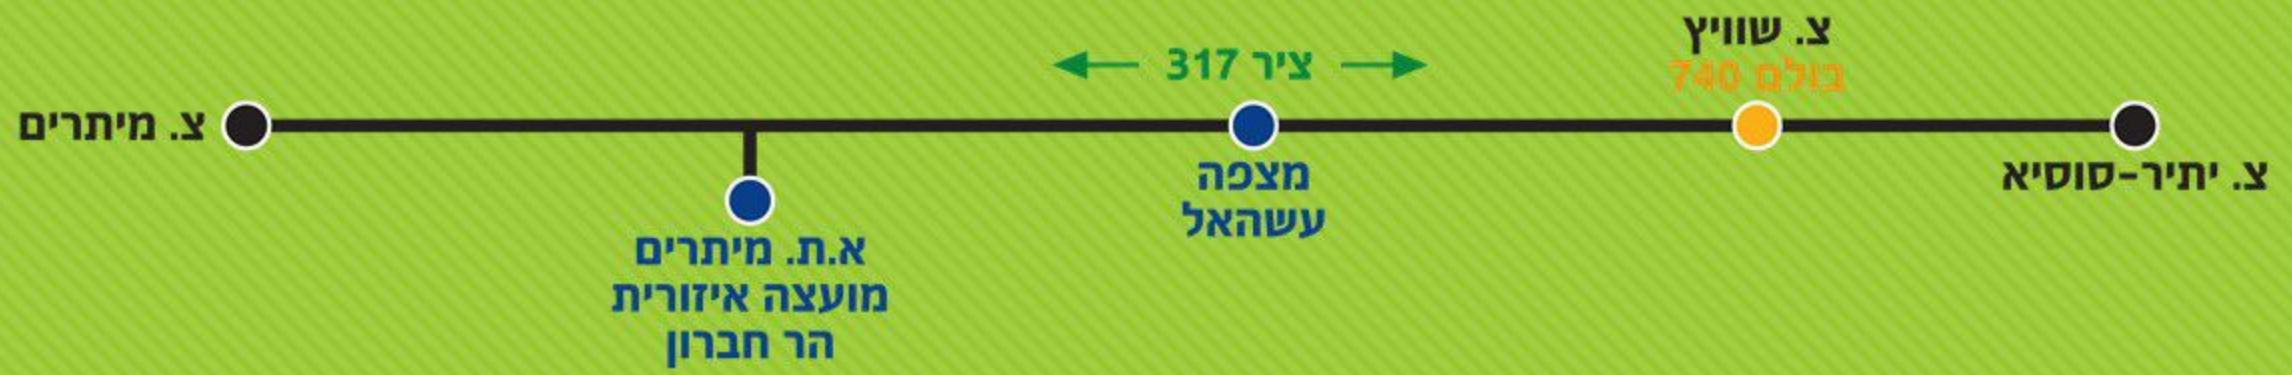 צ. שוויץ
בולם 740
ציר 317
צ. מיתרים
צ. יתיר-סוסיא
מצפה
עשהאל
א.ת. מיתרים
מועצה איזורית
הר חברון